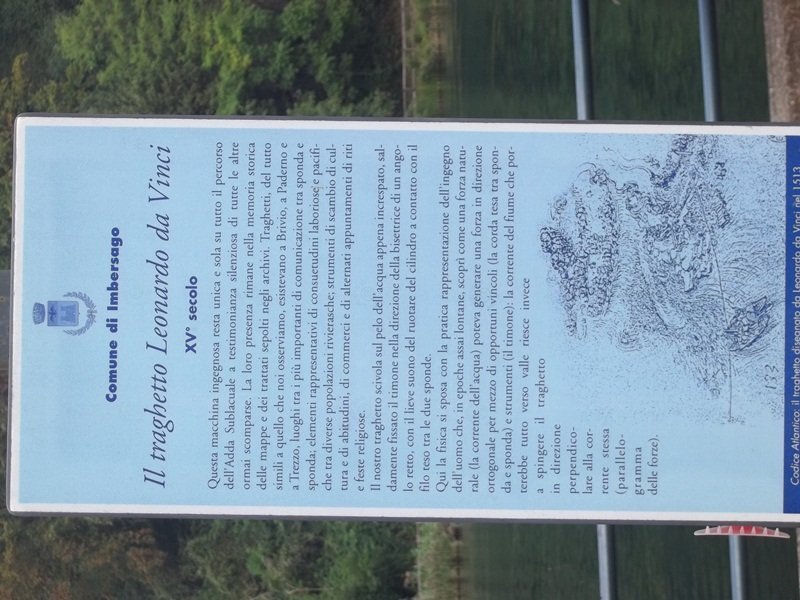 Comune di Imbersago
Il traghetto Leonardo da Vinci
XV° secolo
Questa macchina ingegnosa resta unica e sola su tutto il percorso
dell'Adda Sublacuale a testimonianza silenziosa di tutte le altre
ormai scomparse. La loro presenza rimane nella memoria storica
delle mappe e dei trattati sepolti negli archivi. Traghetti, del tutto
simili a quello che noi osserviamo, esistevano a Brivio, a Paderno e
a Trezzo, luoghi tra i più importanti di comunicazione tra sponda e
sponda; elementi rappresentativi di consuetudini laboriose e pacifi-
che tra diverse popolazioni rivierasche; strumenti di scambio di cul-
tura e di abitudini, di commerci e di alternati appuntamenti di riti
e feste religiose.
Il nostro traghetto scivola sul pelo dell'acqua appena increspato, sal-
damente fissato il timone nella direzione della bisettrice di un ango-
lo retto, con il lieve suono del ruotare del cilindro a contatto con il
filo teso tra le due sponde.
Qui la fisica si sposa con la pratica rappresentazione dell'ingegno
dell'uomo che, in epoche assai lontane, scoprì come una forza natu-
rale (la corrente dell'acqua) poteva generare una forza in direzione
ortogonale per mezzo di opportuni vincoli (la corda tesa tra spon-
da e sponda) e strumenti (il timone): la corrente del fiume che por-
terebbe tutto verso valle riesce invece
a spingere il traghetto
in direzione
perpendico-
lare alla cor-
rente stessa
(parallelo-
gramma
delle forze).
153
Codice Atlantico: il traghetto disegnato da Leonardo da Vinci nel 1513